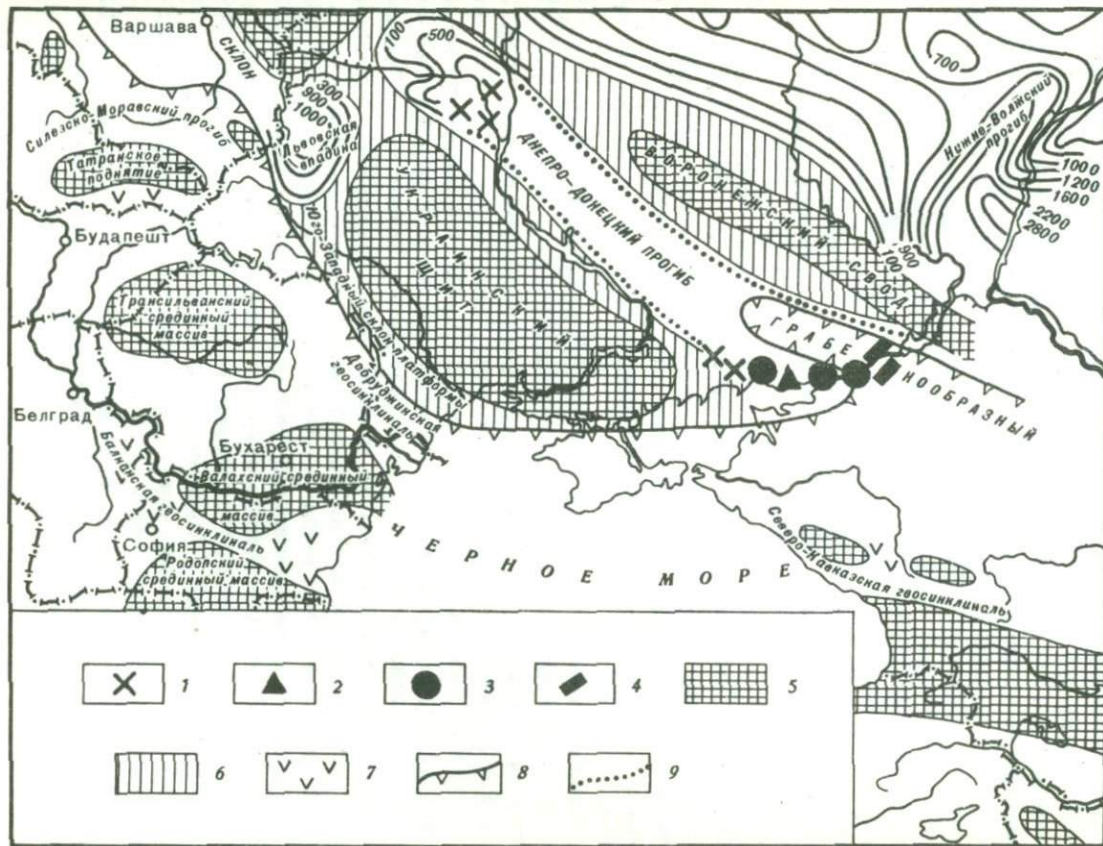 Варшава
СКЛОН
100
500
700
300
900
1000
Львовская
впадина
Силезско-Моравский прогиб
Татранское
поднятие
Будапешт
Трансильванский
срединный
массив
Белград
Балканская геосинклиналь
Бухарест
Валахский срединный
массив
София
Родопский
срединный массив
Юго-Западный склон платформы
Добруджинская
геосинклиналь
УКРАИНСКИЙ
ЩИТ
ДНЕПРО-ДОНЕЦКИЙ ПРОГИБ
ВОРОНЕЖСКИЙ
СВОД
Нижне-Волжский
прогиб
1000
1200
1600
2200
2800
900
100
ГРАБЕ
НООБРАЗНЫЙ
ЧЕРНОЕ МОРЕ
Северо-Кавказская геосинклиналь
1
2
3
4
5
6
7
8
9